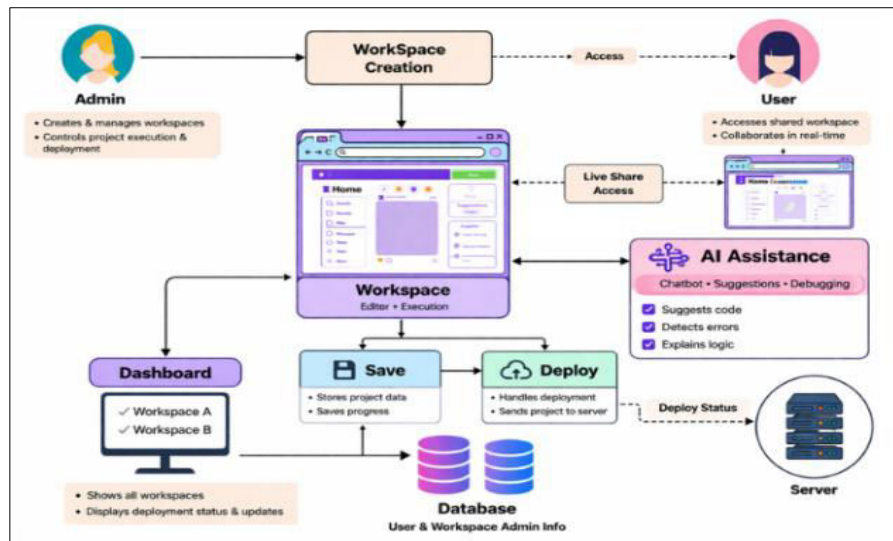 WorkSpace
Creation
Access
Admin
• Creates & manages workspaces
• Controls project execution &
deployment
User
• Accesses shared workspace
• Collaborates in real-time
Home
Live Share
Access
Home
Workspace
Editor + Execution
AI Assistance
Chatbot • Suggestions • Debugging
Suggests code
Detects errors
Explains logic
Dashboard
✓ Workspace A
✓ Workspace B
• Shows all workspaces
• Displays deployment status & updates
Save
• Stores project data
• Saves progress
Deploy
• Handles deployment
• Sends project to server
Deploy Status
Server
Database
User & Workspace Admin Info